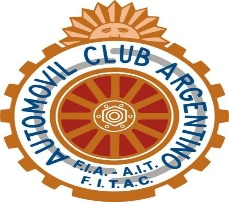 AUTOMOVIL CLUB ARGENTINO
F.I.A. - A.I.T.
F.I.T.A.C.